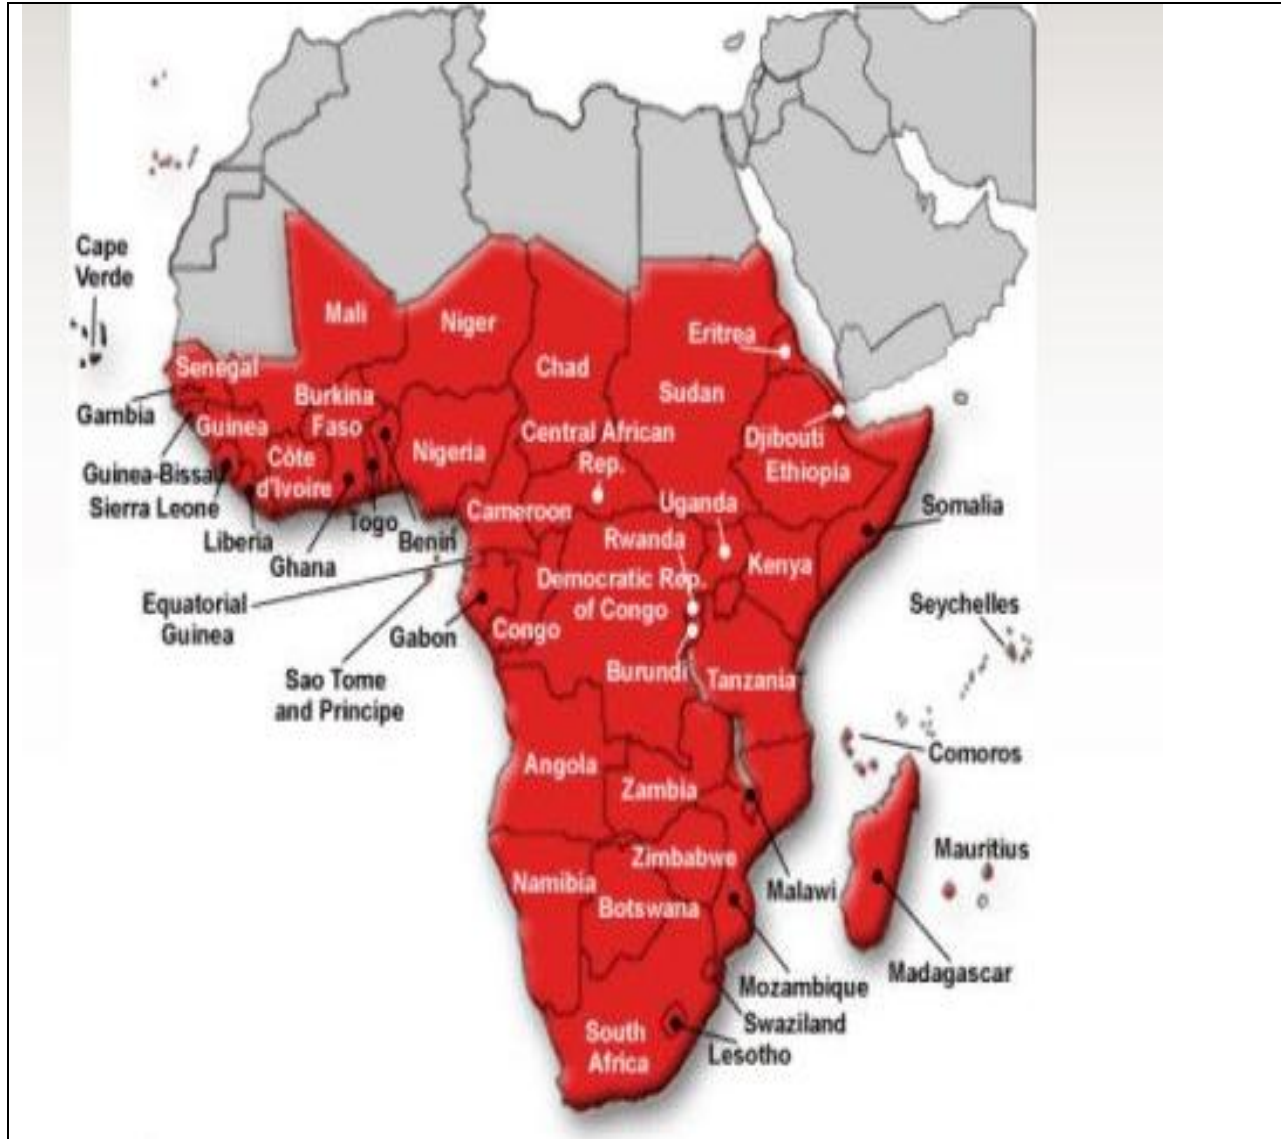 Cape
Verde
Mali
Niger
Eritrea
Chad
Senegal
Sudan
Burkina
Faso
Gambia
Guinea
Central African
Rep.
Djibouti
Nigeria
Côte
d'Ivoire
Ethiopia
Guinea-Bissa
Sierra Leone
Cameroon
Uganda
Somalia
Togo
Liberia
Benin
Rwanda
Ghana
Kenya
Democratic Rep.
of Congo
Equatorial
Guinea
Seychelles
Gabon
Congo
Burundi
Tanzania
Sao Tome
and Principe
Comoros
Angola
Zambia
Mauritius
Zimbabwe
Namibia
Malawi
Botswana
Madagascar
Mozambique
Swaziland
South
Africa
Lesotho